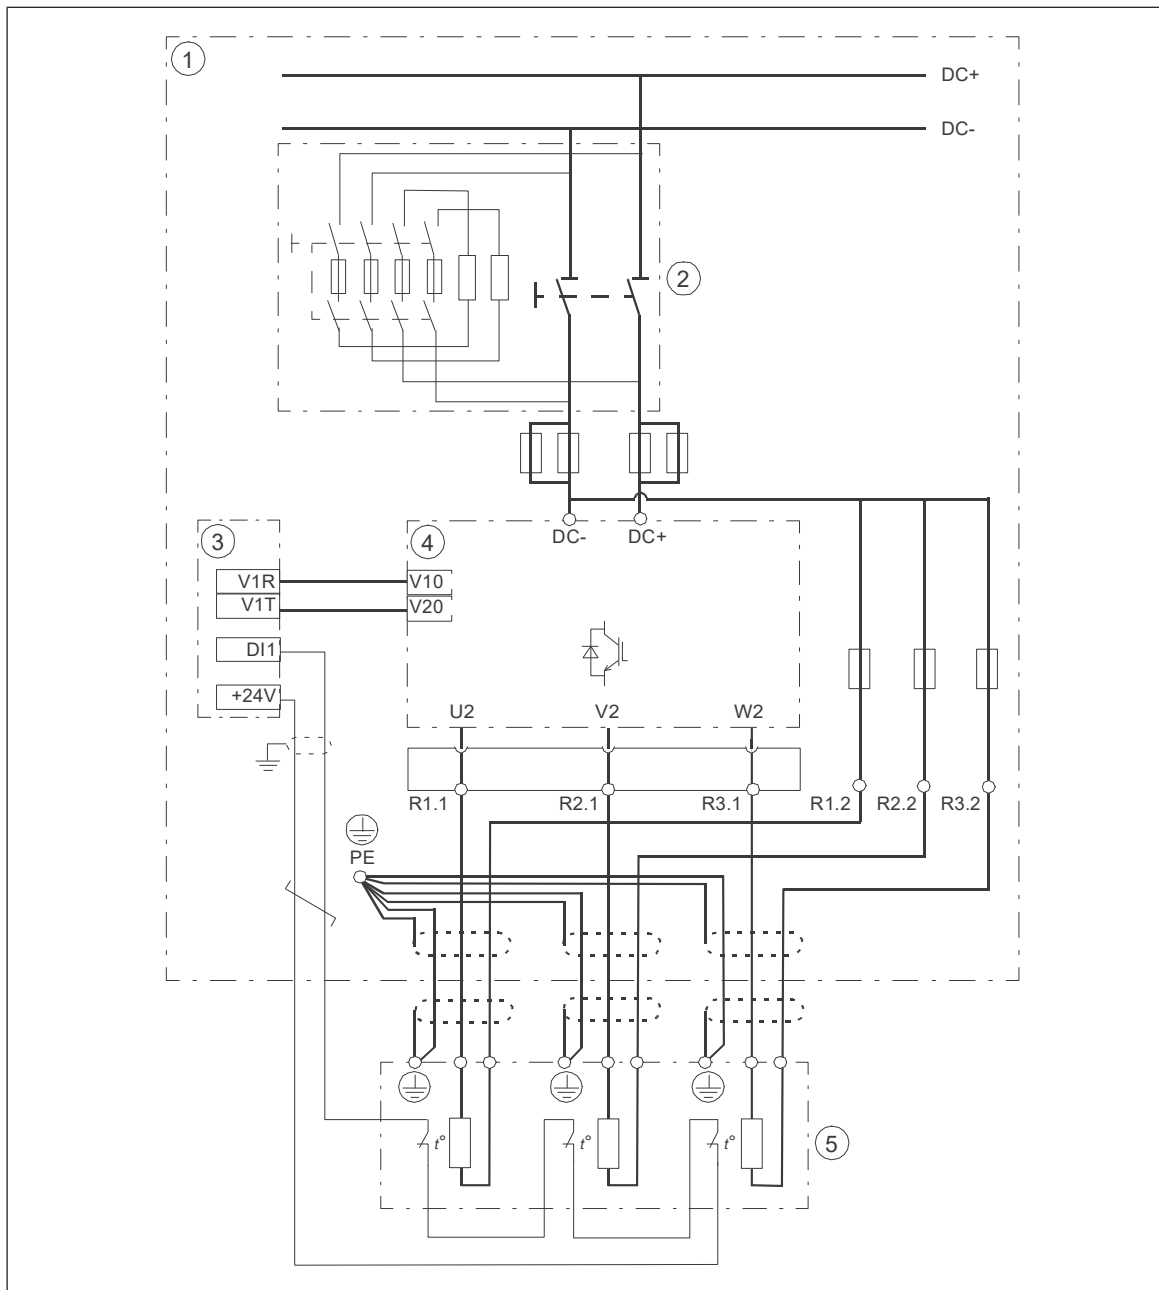 1
DC+
DC-
2
DC- DC+
3
4
V1R
V10
V1T
V20
DI1
+24V
U2 V2 W2
R1.1 R2.1 R3.1 R1.2 R2.2 R3.2
PE
t° t° t°
5